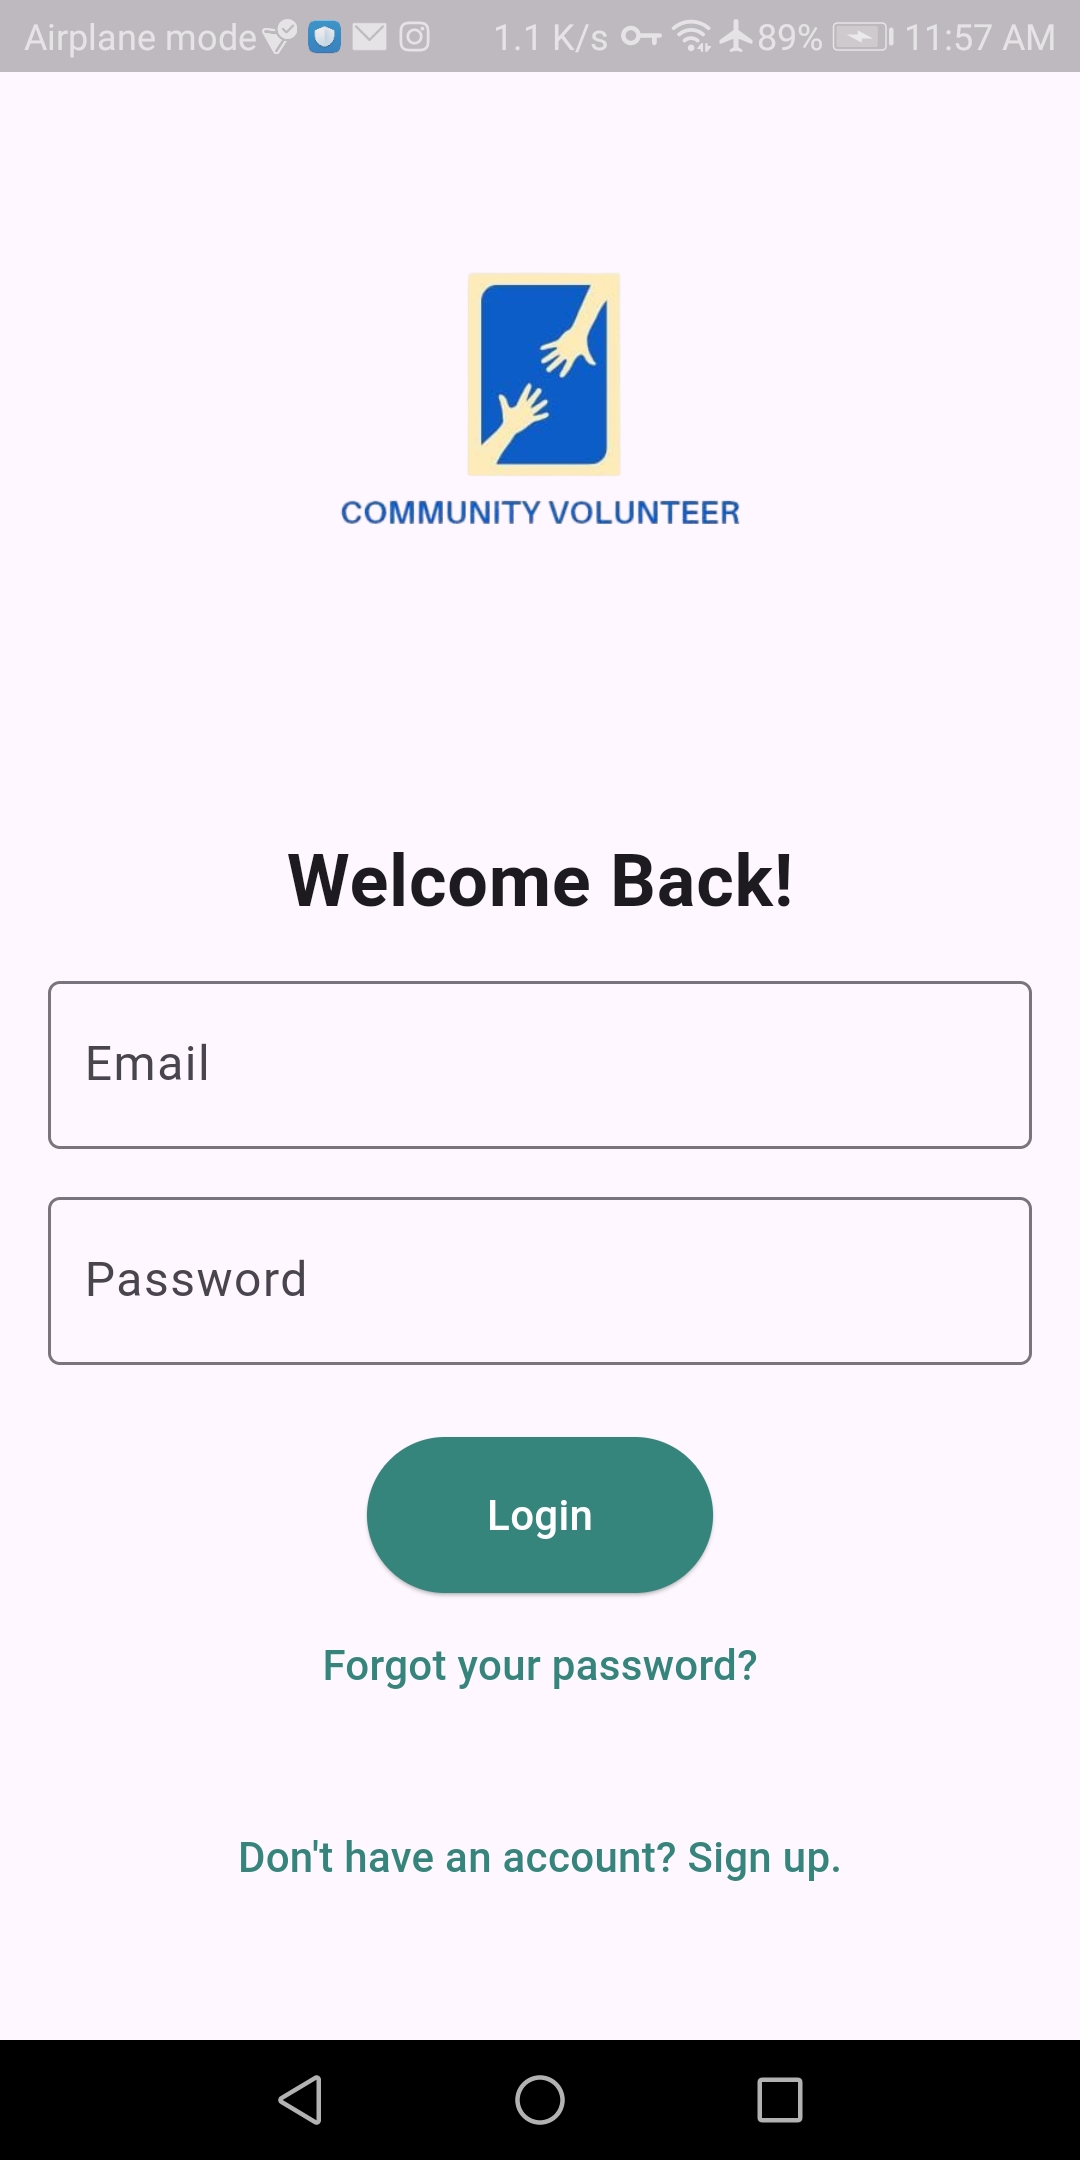 Airplane mode 1.1 K/s 89% 11:57 AM
COMMUNITY VOLUNTEER
Welcome Back!
Email
Password
Login
Forgot your password?
Don't have an account? Sign up.